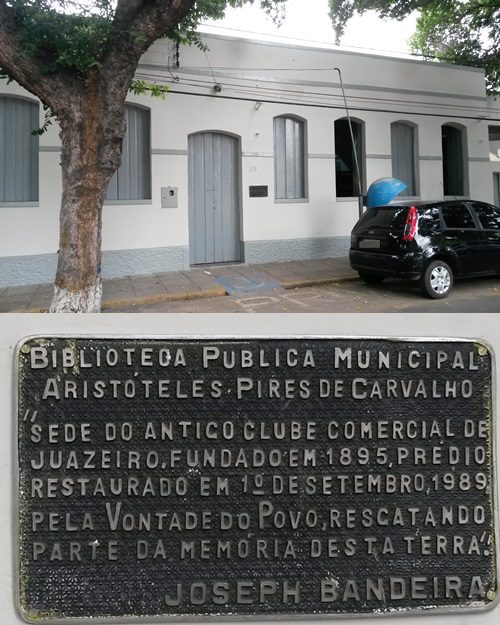 BIBLIOTECA PUBLICA MUNICIPAL
ARISTÓTELES PIRES DE CARVALHO
"SEDE DO ANTIGO CLUBE COMERCIAL DE
JUAZEIRO, FUNDADO EM 1895, PRÉDIO
RESTAURADO EM 1º DE SETEMBRO, 1989
PELA VONTADE DO POVO, RESCATANDO
PARTE DA MEMÓRIA DESTA TERRA".
JOSEPH BANDEIRA